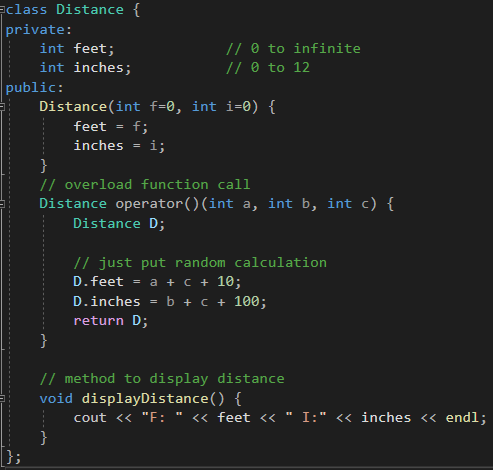 class Distance {
private:
    int feet;             // 0 to infinite
    int inches;           // 0 to 12
public:
    Distance(int f=0, int i=0) {
        feet = f;
        inches = i;
    }
    // overload function call
    Distance operator()(int a, int b, int c) {
        Distance D;

        // just put random calculation
        D.feet = a + c + 10;
        D.inches = b + c + 100;
        return D;
    }

    // method to display distance
    void displayDistance() {
        cout << "F: " << feet << " I:" << inches << endl;
    }
};